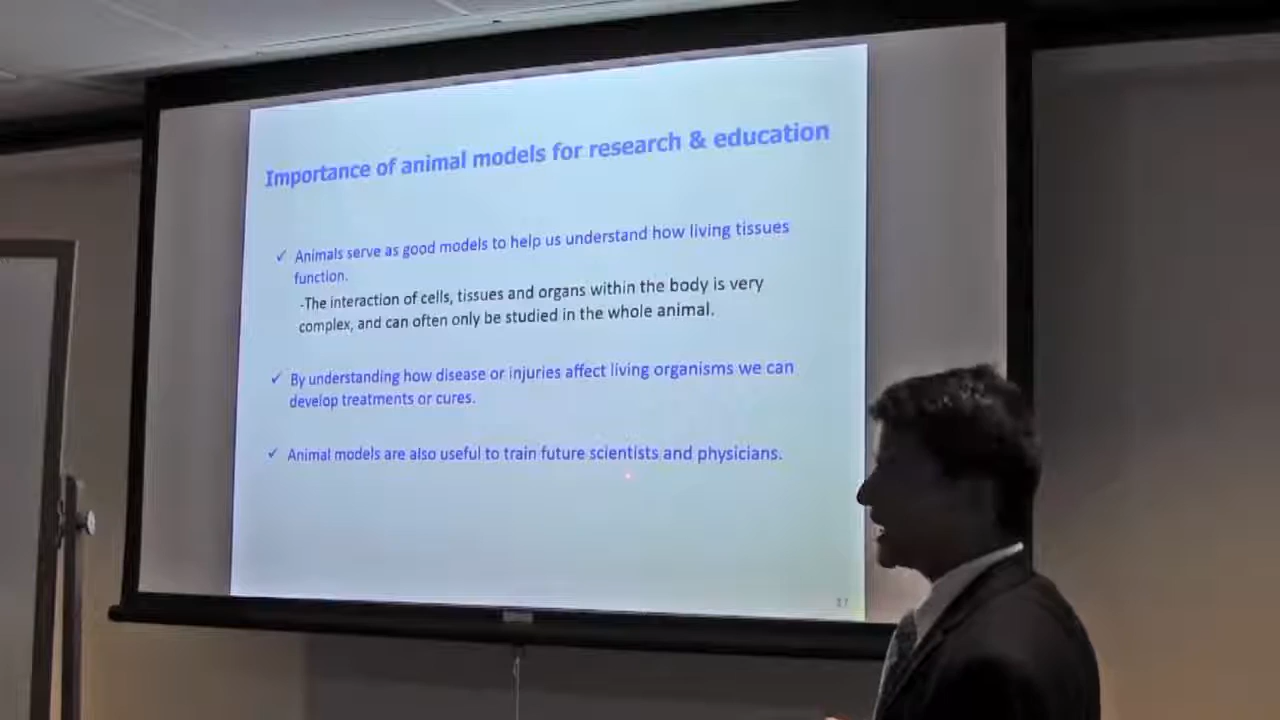 Importance of animal models for research & education
✓ Animals serve as good models to help us understand how living tissues
function.
-The interaction of cells, tissues and organs within the body is very
complex, and can often only be studied in the whole animal.
✓ By understanding how disease or injuries affect living organisms we can
develop treatments or cures.
✓ Animal models are also useful to train future scientists and physicians.